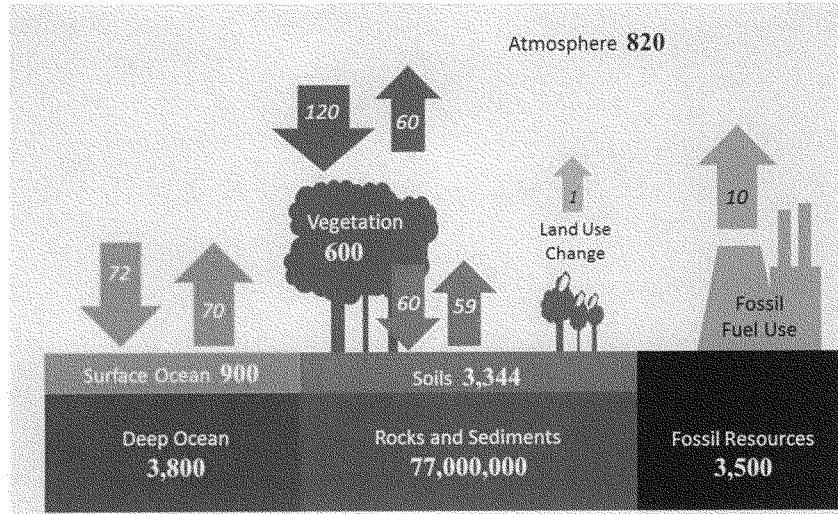 Atmosphere 820
120
60
Vegetation
600
1
Land Use
Change
10
72
70
60
59
Fossil
Fuel Use
Surface Ocean 900
Soils 3,344
Deep Ocean
3,800
Rocks and Sediments
77,000,000
Fossil Resources
3,500